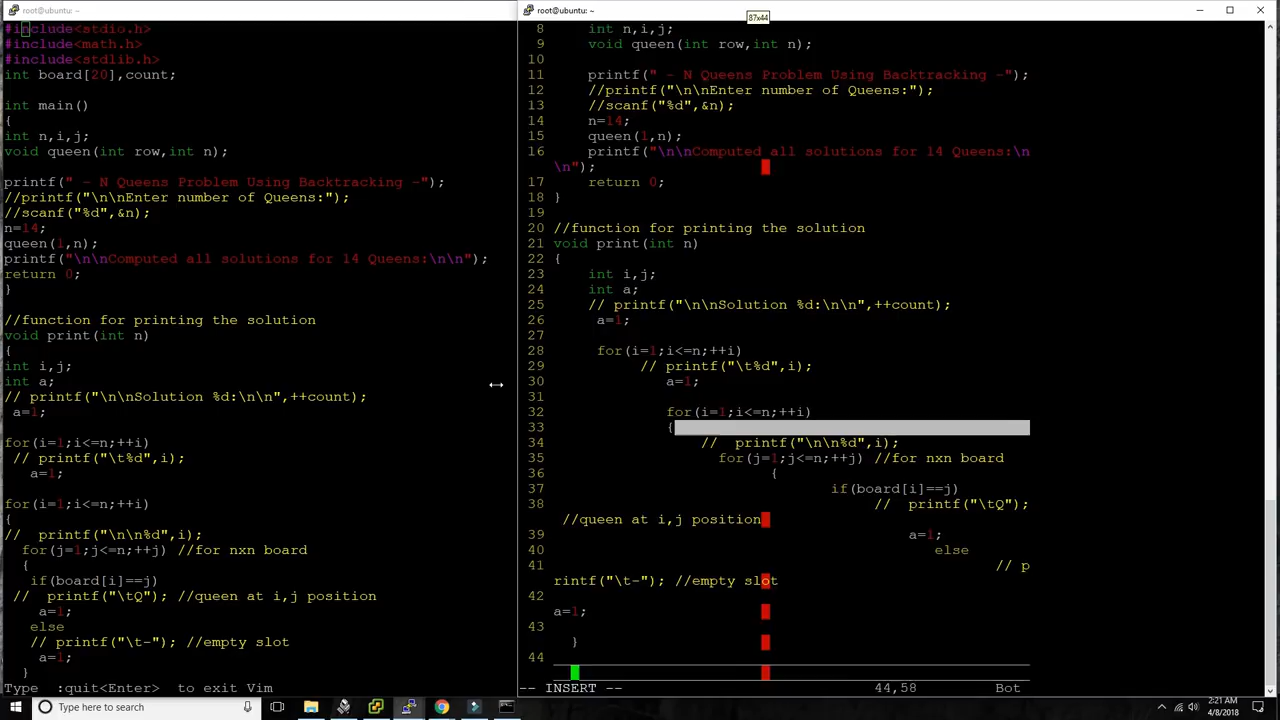 root@ubuntu: ~
#include<stdio.h>
#include<math.h>
#include<stdlib.h>
int board[20],count;
int main()
{
int n,i,j;
void queen(int row,int n);
printf(" - N Queens Problem Using Backtracking -");
//printf("\n\nEnter number of Queens:");
//scanf("%d",&n);
n=14;
queen(1,n);
printf("\n\nComputed all solutions for 14 Queens:\n\n");
return 0;
}
//function for printing the solution
void print(int n)
{
int i,j;
int a;
// printf("\n\nSolution %d:\n\n",++count);
a=1;
for(i=1;i<=n;++i)
// printf("\t%d",i);
a=1;
for(i=1;i<=n;++i)
{
//  printf("\n\n%d",i);
for(j=1;j<=n;++j) //for nxn board
{
if(board[i]==j)
//  printf("\tQ"); //queen at i,j position
a=1;
else
// printf("\t-"); //empty slot
a=1;
}
Type  :quit<Enter>  to exit Vim
root@ubuntu: ~
87x44
8 int n,i,j;
9 void queen(int row,int n);
10
11 printf(" - N Queens Problem Using Backtracking -");
12 //printf("\n\nEnter number of Queens:");
13 //scanf("%d",&n);
14 n=14;
15 queen(1,n);
16 printf("\n\nComputed all solutions for 14 Queens:\n
\n");
17 return 0;
18 }
19
20 //function for printing the solution
21 void print(int n)
22 {
23 int i,j;
24 int a;
25 // printf("\n\nSolution %d:\n\n",++count);
26 a=1;
27
28 for(i=1;i<=n;++i)
29 // printf("\t%d",i);
30 a=1;
31
32 for(i=1;i<=n;++i)
33 {
34 //  printf("\n\n%d",i);
35 for(j=1;j<=n;++j) //for nxn board
36 {
37 if(board[i]==j)
38 //  printf("\tQ");
//queen at i,j position
39 a=1;
40 else
41 // p
rintf("\t-"); //empty slot
42
a=1;
43
}
44
-- INSERT --
44,58
Bot
Type here to search
2:21 AM
4/8/2018